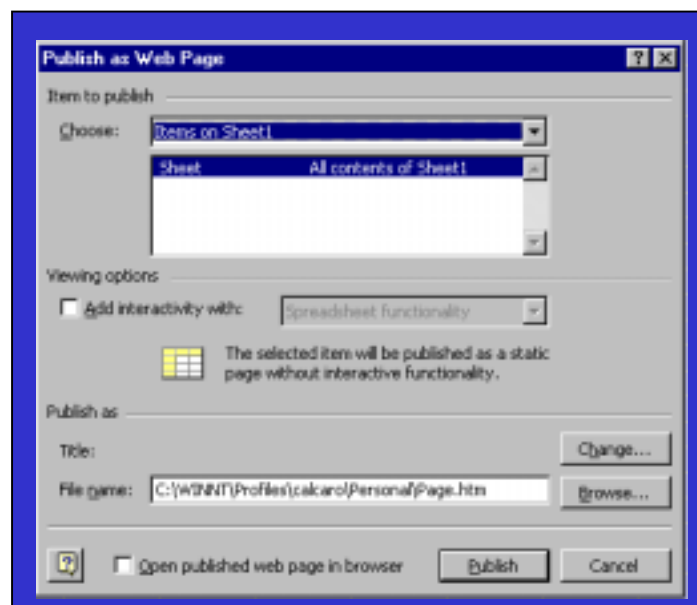 Publish as Web Page
Item to publish
Choose: Items on Sheet1
Sheet All contents of Sheet1
Viewing options
Add interactivity with: Spreadsheet functionality
The selected item will be published as a static
page without interactive functionality.
Publish as
Title: Change...
File name: C:\WINNT\Profiles\calcarol\Personal\Page.htm Browse...
Open published web page in browser Publish Cancel